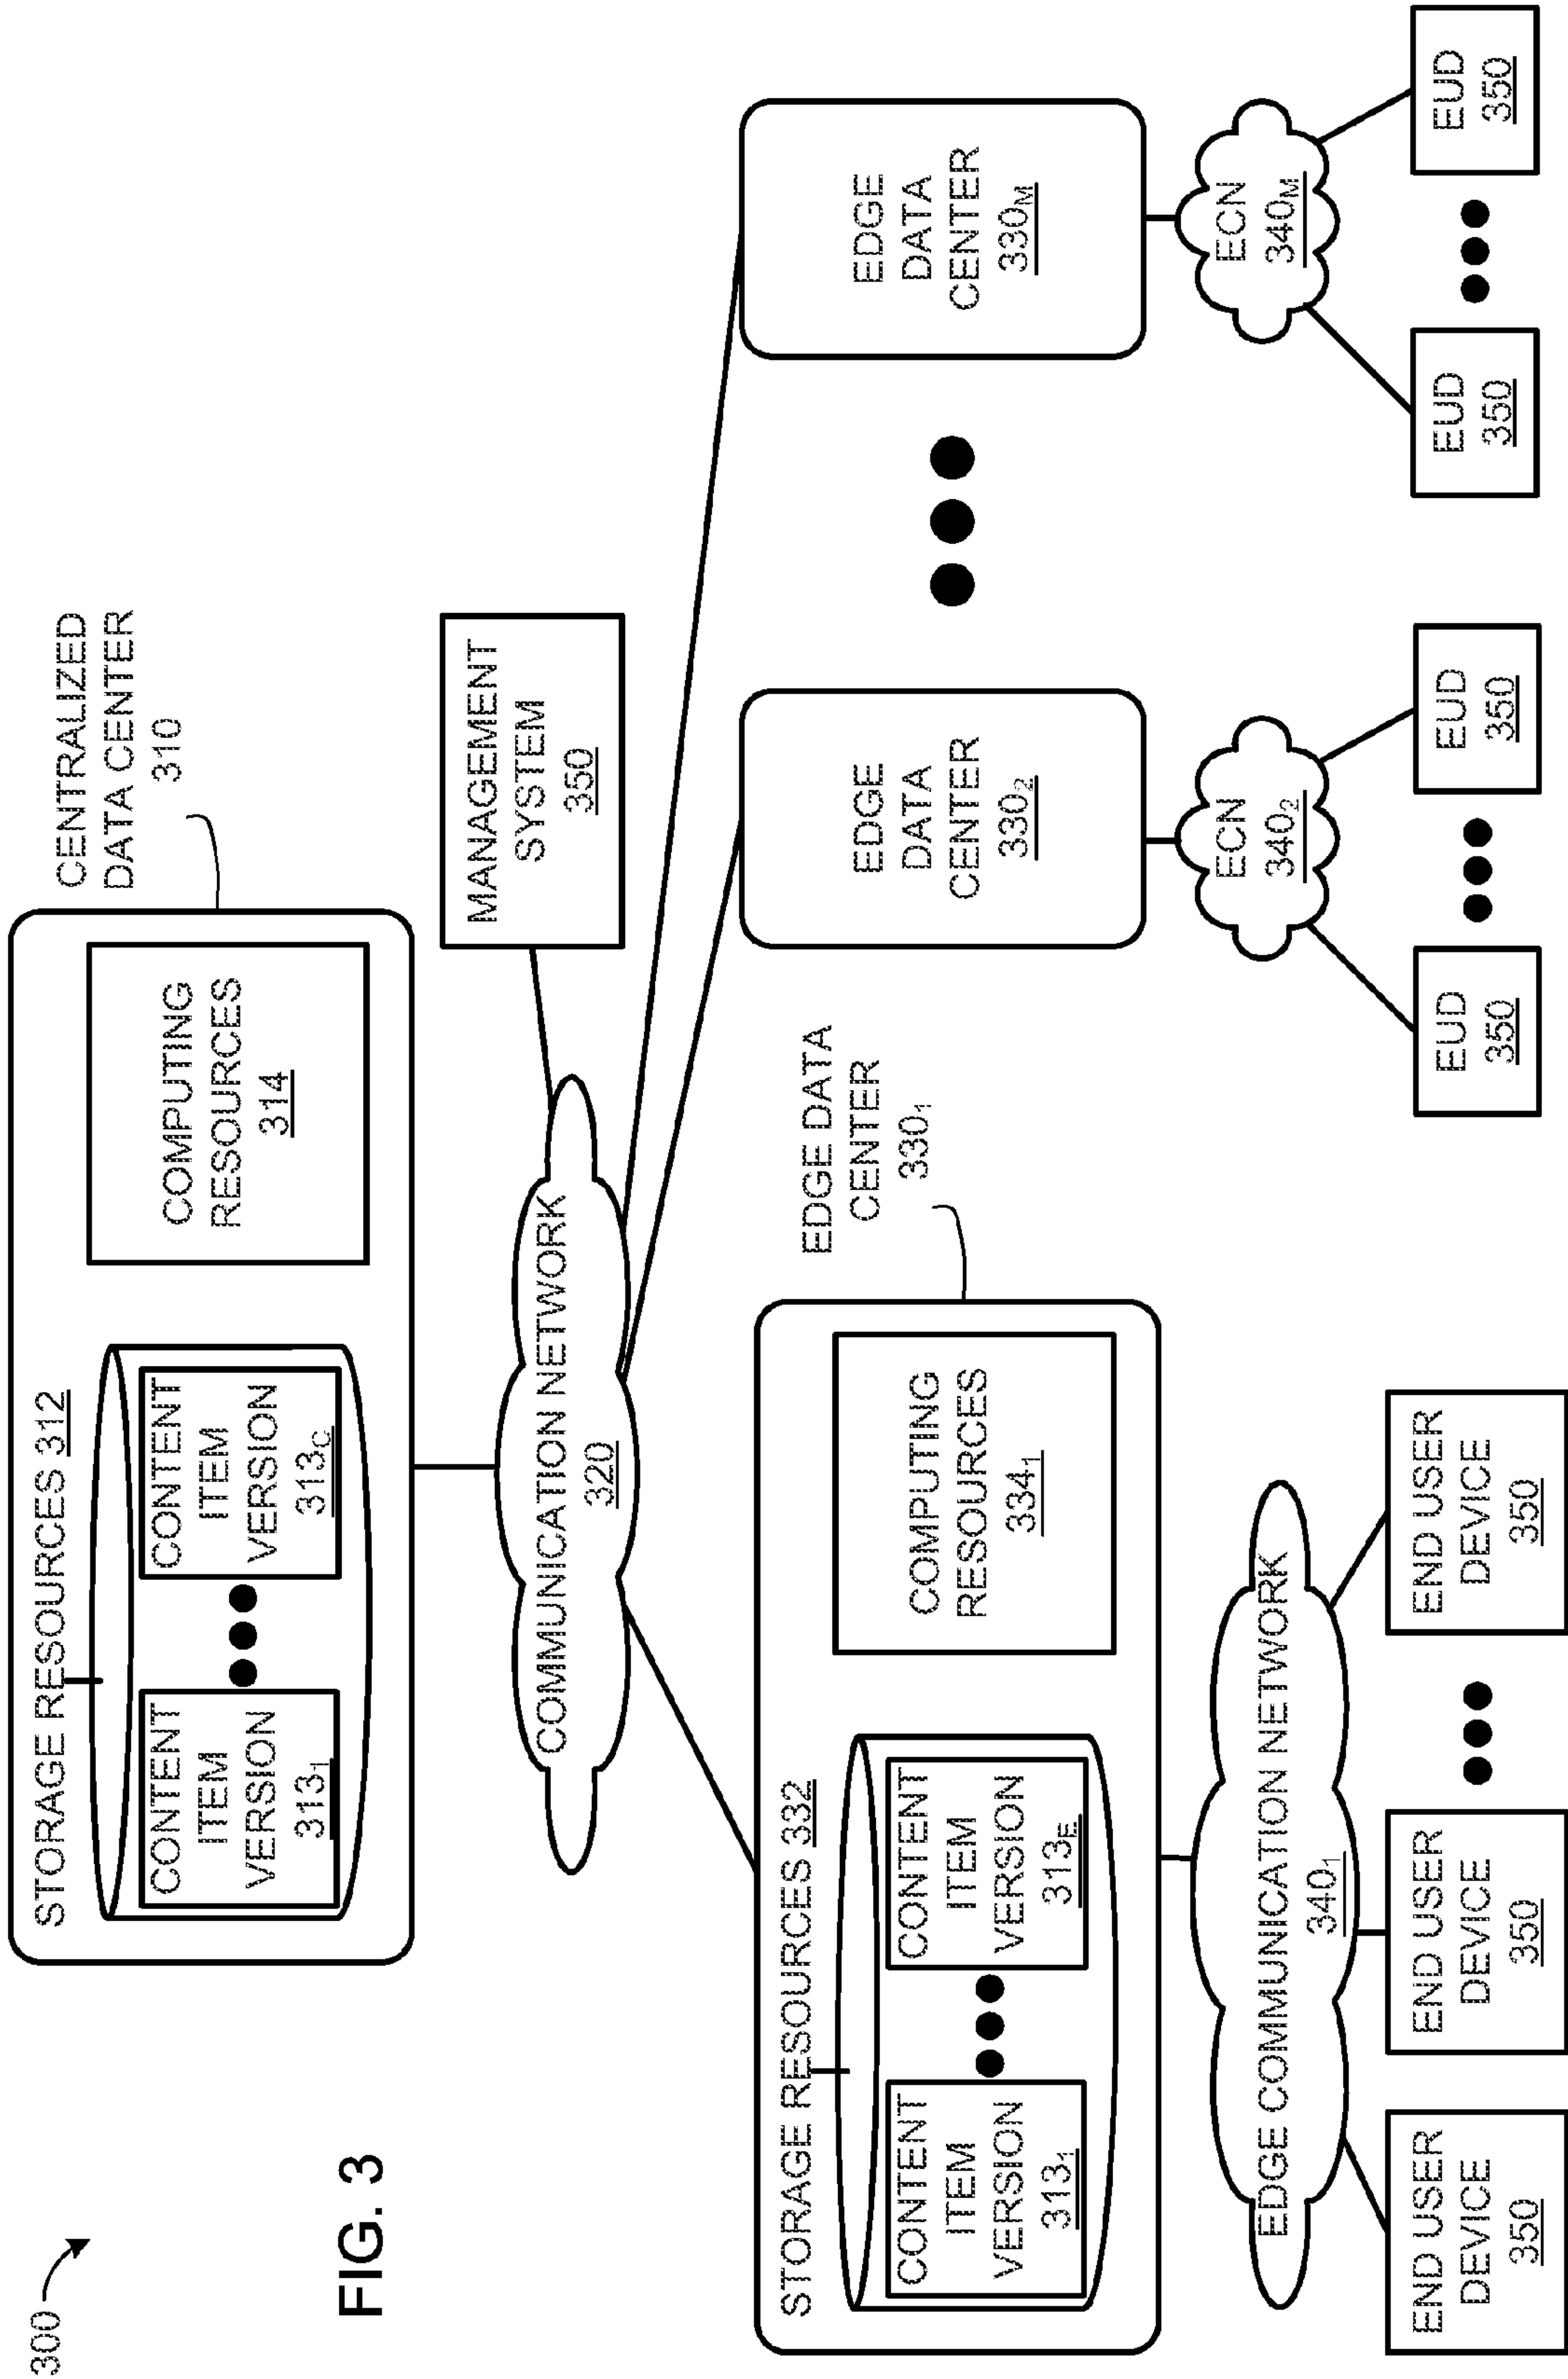 300
FIG. 3
CENTRALIZED
DATA CENTER
310
STORAGE RESOURCES 312
CONTENT
ITEM
VERSION
313₁
CONTENT
ITEM
VERSION
313C
COMPUTING
RESOURCES
314
COMMUNICATION NETWORK
320
MANAGEMENT
SYSTEM
350
EDGE DATA
CENTER
330₁
STORAGE RESOURCES 332
CONTENT
ITEM
VERSION
313₁
CONTENT
ITEM
VERSION
313E
COMPUTING
RESOURCES
334₁
EDGE
DATA
CENTER
330₂
EDGE
DATA
CENTER
330M
EDGE COMMUNICATION NETWORK
340₁
ECN
340₂
ECN
340M
END USER
DEVICE
350
END USER
DEVICE
350
END USER
DEVICE
350
EUD
350
EUD
350
EUD
350
EUD
350